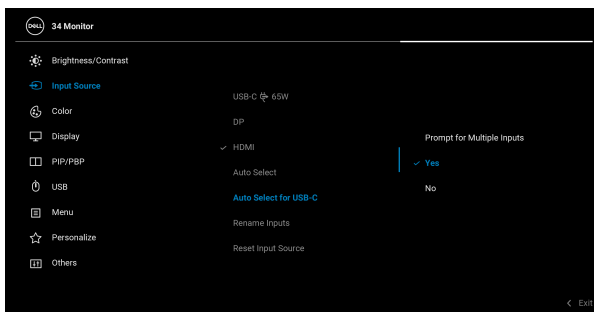 DELL
34 Monitor
Brightness/Contrast
Input Source
Color
Display
PIP/PBP
USB
Menu
Personalize
Others
USB-C 65W
DP
HDMI
Auto Select
Auto Select for USB-C
Rename Inputs
Reset Input Source
Prompt for Multiple Inputs
Yes
No
Exit